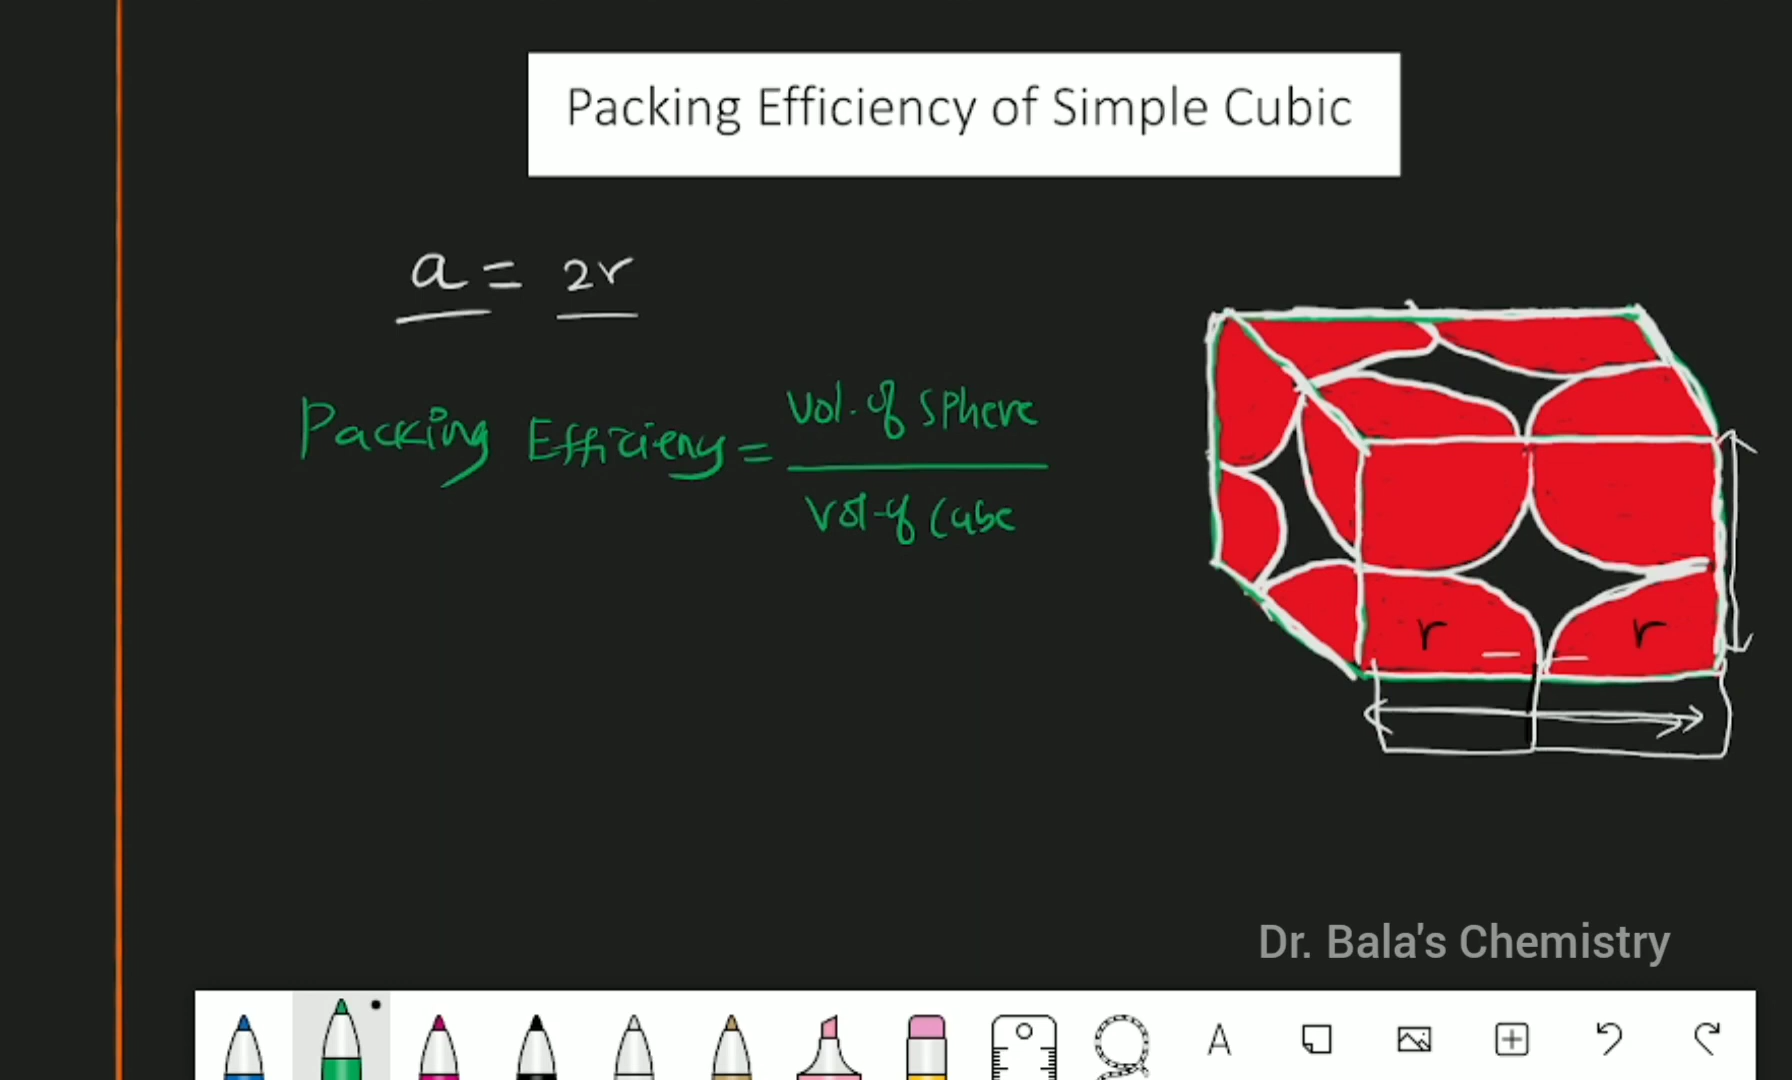 Packing Efficiency of Simple Cubic
a = 2r
Packing Efficieny = Vol. of Sphere
Vol. of Cube
r r
Dr. Bala's Chemistry
A